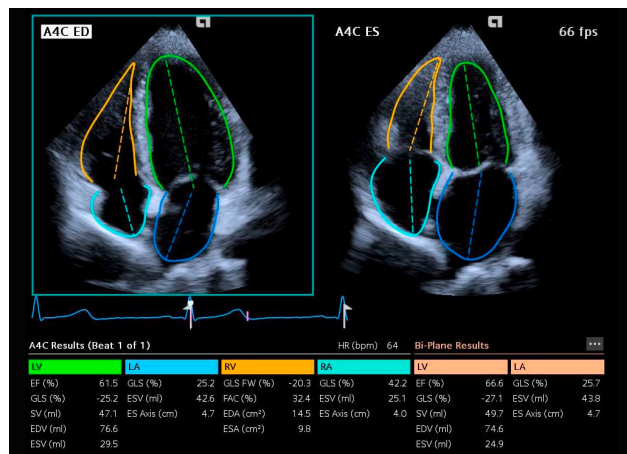 A4C ED
A4C ES
66 fps
A4C Results (Beat 1 of 1)
HR (bpm) 64
Bi-Plane Results
LV LA RV RA LV LA
EF (%) 61.5 GLS (%) 25.2 GLS FW (%) -20.3 GLS (%) 42.2 EF (%) 66.6 GLS (%) 25.7
GLS (%) -25.2 ESV (ml) 42.6 FAC (%) 32.4 ESV (ml) 25.1 GLS (%) -27.1 ESV (ml) 43.8
SV (ml) 47.1 ES Axis (cm) 4.7 EDA (cm²) 14.5 ES Axis (cm) 4.0 SV (ml) 49.7 ES Axis (cm) 4.7
EDV (ml) 76.6 ESA (cm²) 9.8 EDV (ml) 74.6
ESV (ml) 29.5 ESV (ml) 24.9